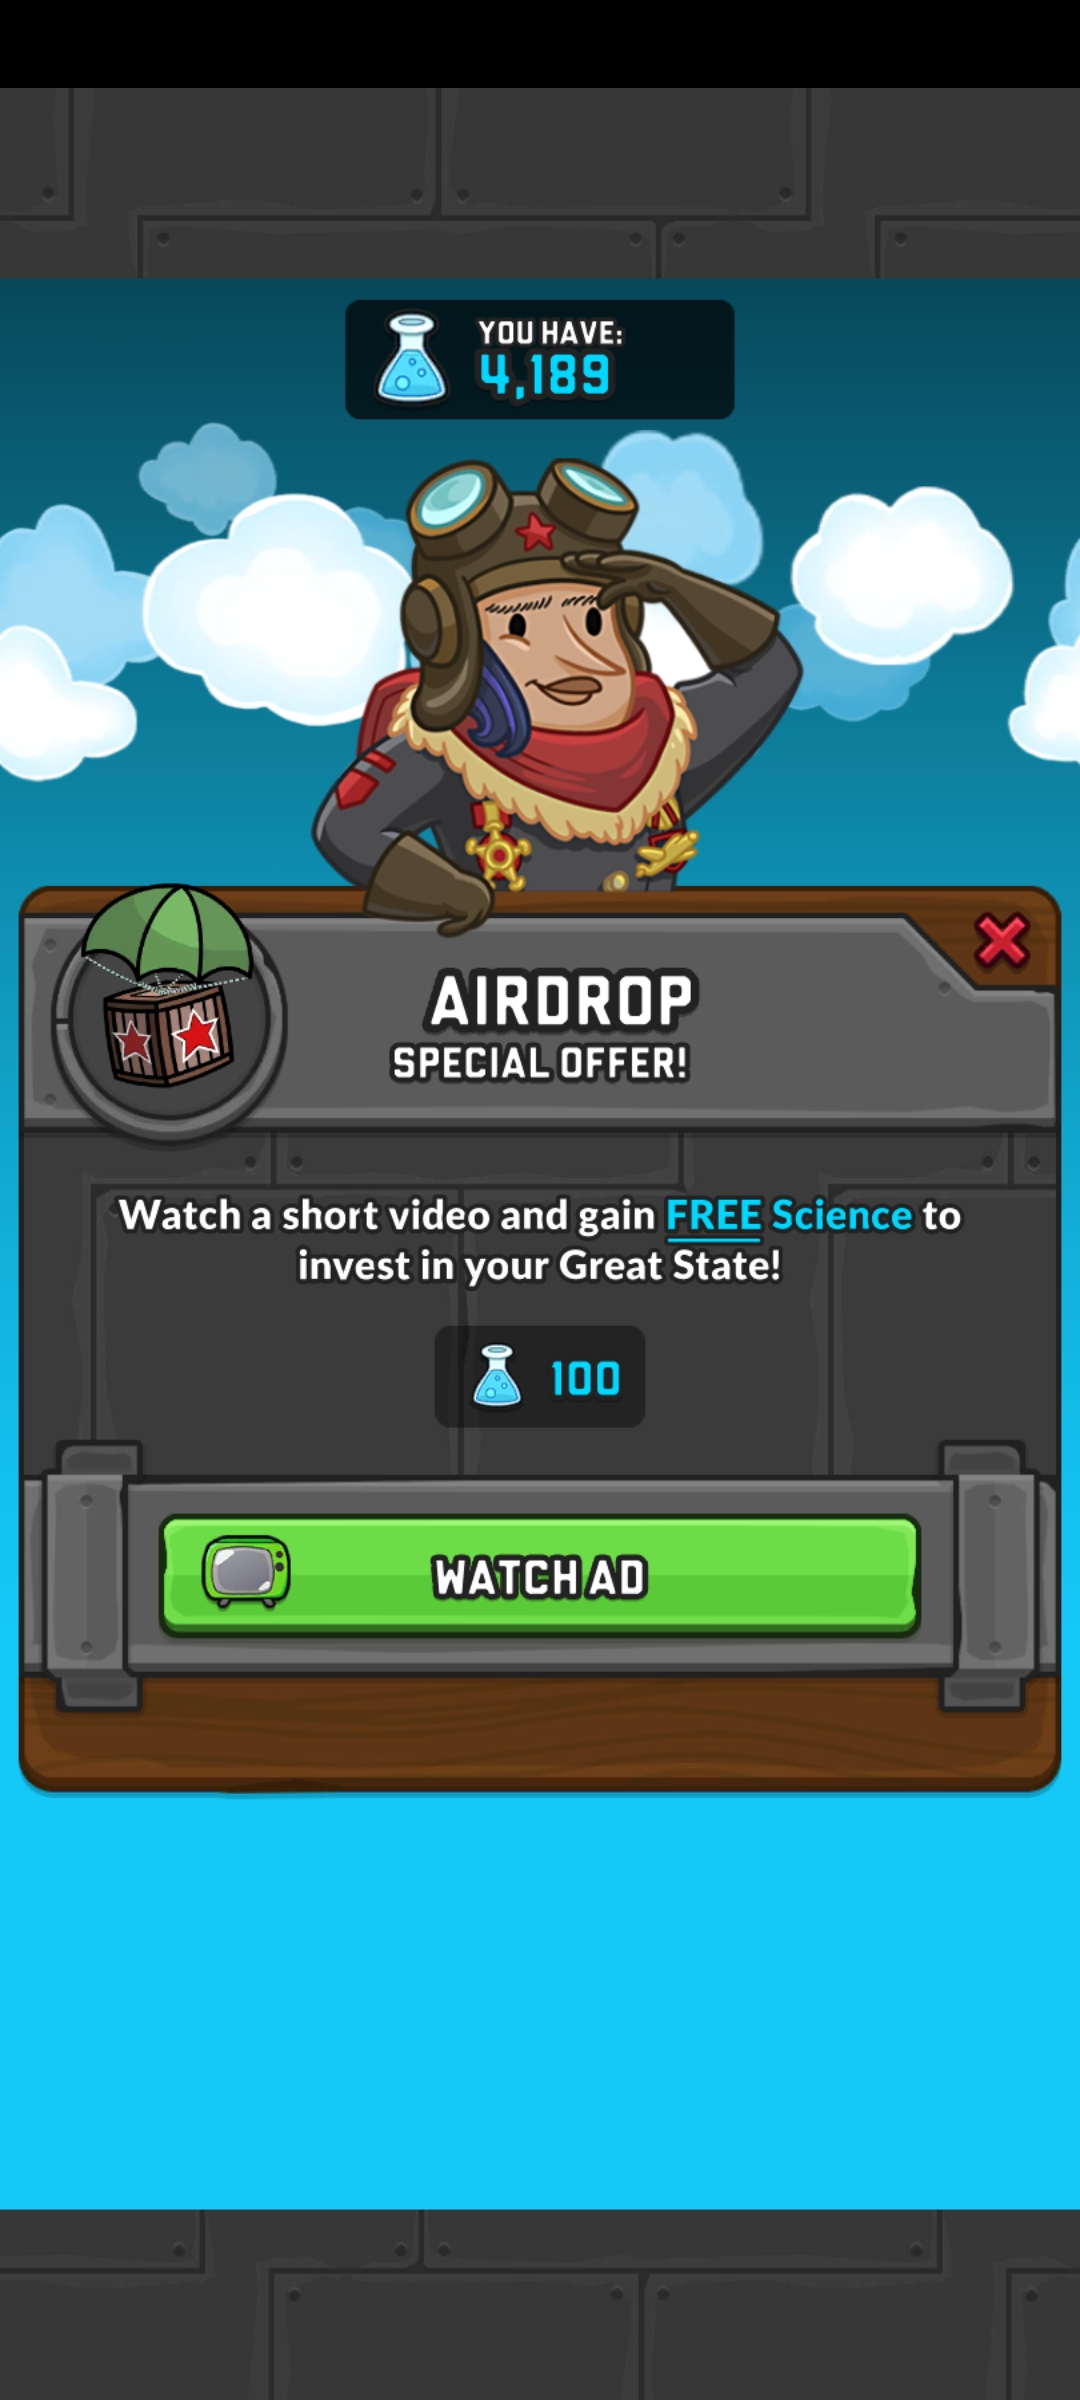 YOU HAVE:
4,189
AIRDROP
SPECIAL OFFER!
Watch a short video and gain FREE Science to
invest in your Great State!
100
WATCH AD